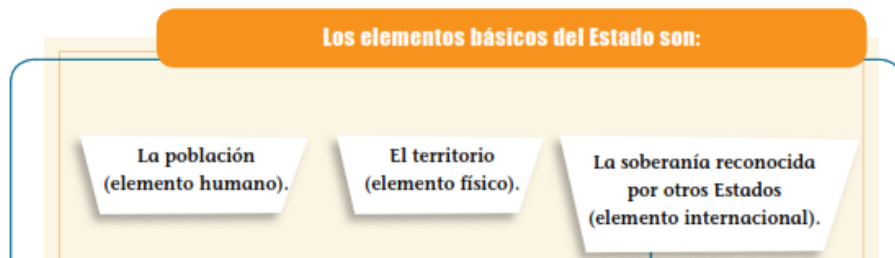 Los elementos básicos del Estado son:
La población
(elemento humano).
El territorio
(elemento físico).
La soberanía reconocida
por otros Estados
(elemento internacional).